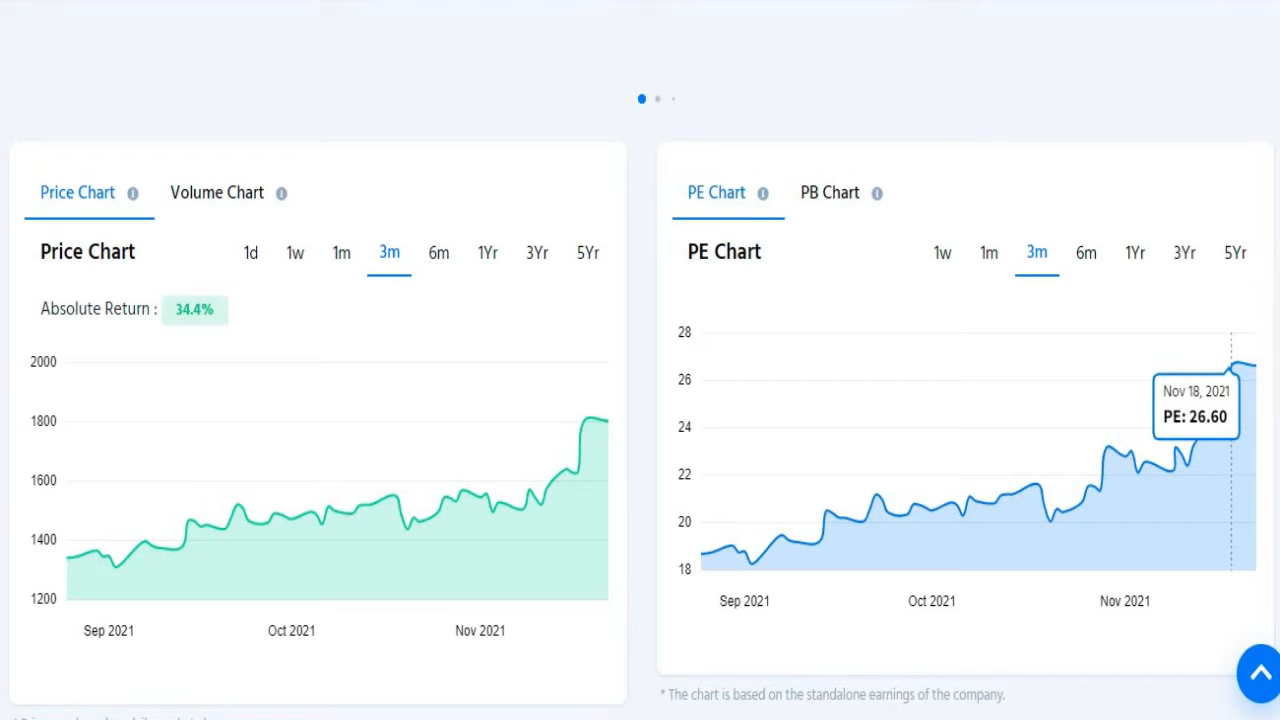 Price Chart Volume Chart
Price Chart 1d 1w 1m 3m 6m 1Yr 3Yr 5Yr
Absolute Return : 34.4%
2000
1800
1600
1400
1200
Sep 2021 Oct 2021 Nov 2021
PE Chart PB Chart
PE Chart 1w 1m 3m 6m 1Yr 3Yr 5Yr
28
26
24
22
20
18
Nov 18, 2021
PE: 26.60
Sep 2021 Oct 2021 Nov 2021
* The chart is based on the standalone earnings of the company.